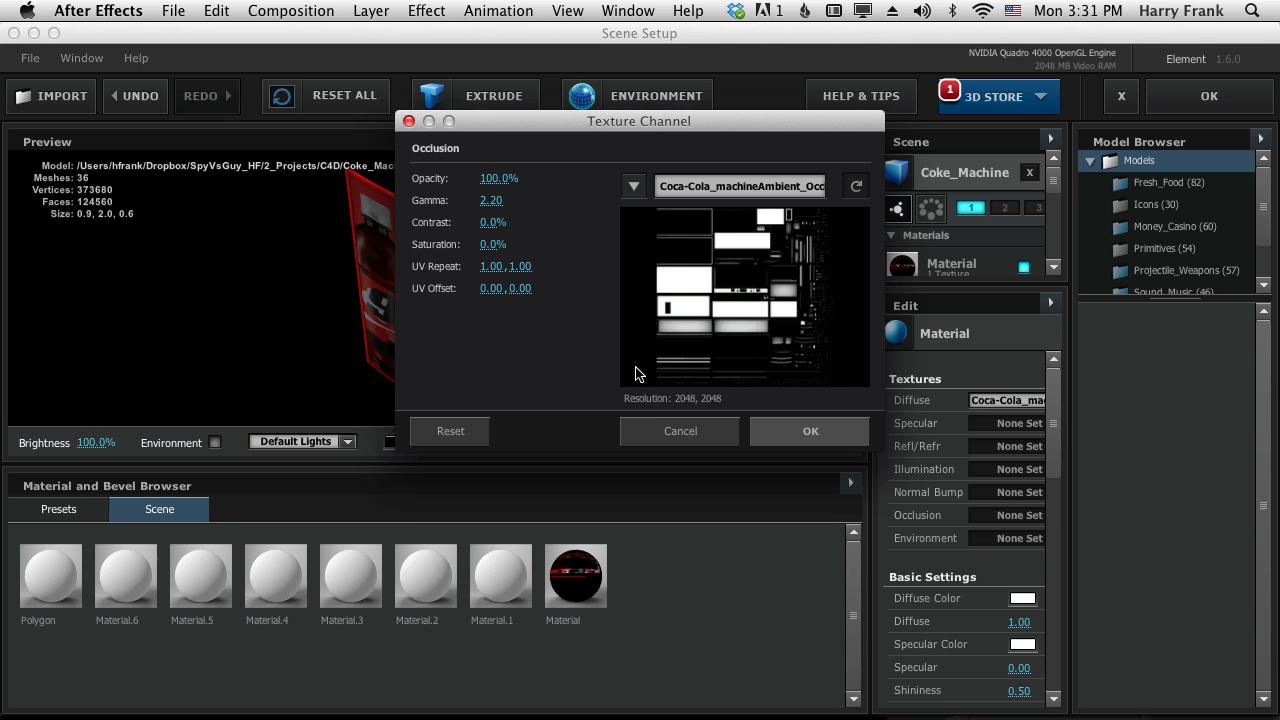 After Effects File Edit Composition Layer Effect Animation View Window Help 1 Mon 3:31 PM Harry Frank
Scene Setup
File Window Help
NVIDIA Quadro 4000 OpenGL Engine
2048 MB Video RAM
Element 1.6.0
IMPORT UNDO REDO RESET ALL EXTRUDE ENVIRONMENT HELP & TIPS 1 3D STORE X OK
Preview
Model: /Users/hfrank/Dropbox/SpyVsGuy_HF/2_Projects/C4D/Coke_Mac
Meshes: 36
Vertices: 373680
Faces: 124560
Size: 0.9, 2.0, 0.6
Brightness 100.0% Environment Default Lights
Texture Channel
Occlusion
Opacity: 100.0%
Gamma: 2.20
Contrast: 0.0%
Saturation: 0.0%
UV Repeat: 1.00, 1.00
UV Offset: 0.00, 0.00
Coca-Cola_machineAmbient_Occ
Resolution: 2048, 2048
Reset Cancel OK
Scene
Coke_Machine X
1 2 3
Materials
Material
1 Texture
Edit
Material
Textures
Diffuse Coca-Cola_mac
Specular None Set
Refl/Refr None Set
Illumination None Set
Normal Bump None Set
Occlusion None Set
Environment None Set
Basic Settings
Diffuse Color
Diffuse 1.00
Specular Color
Specular 0.00
Shininess 0.50
Model Browser
Models
Fresh_Food (82)
Icons (30)
Money_Casino (60)
Primitives (54)
Projectile_Weapons (57)
Sound_Music (46)
Material and Bevel Browser
Presets Scene
Polygon Material.6 Material.5 Material.4 Material.3 Material.2 Material.1 Material